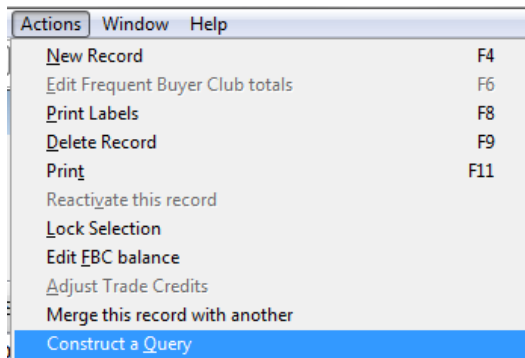 Actions Window Help
New Record F4
Edit Frequent Buyer Club totals F6
Print Labels F8
Delete Record F9
Print F11
Reactivate this record
Lock Selection
Edit FBC balance
Adjust Trade Credits
Merge this record with another
Construct a Query